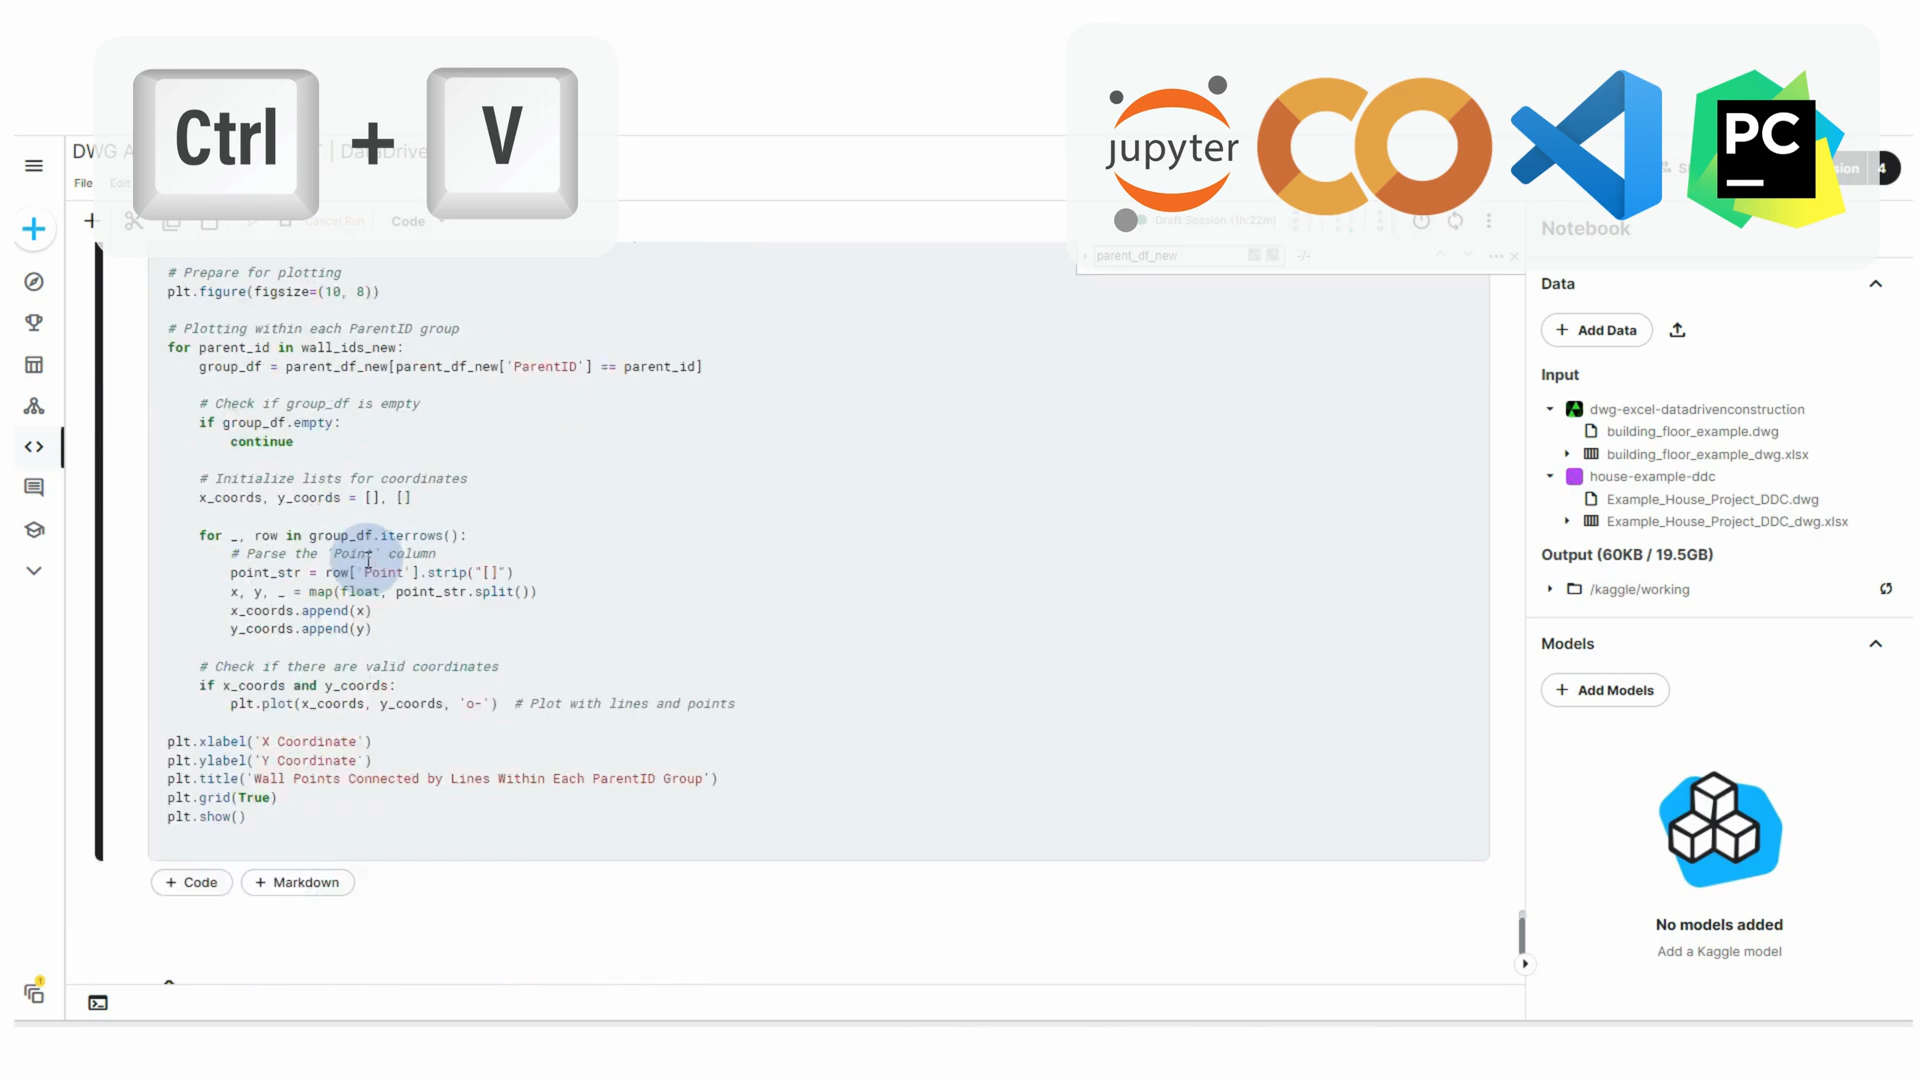 Ctrl + V
jupyter
CO
PC
DW
| DataDrive
File
Edit
Cancel Run
Code
Draft Session (1h:22m)
sion
4
parent_df_new
-/-
# Prepare for plotting
plt.figure(figsize=(10, 8))
# Plotting within each ParentID group
for parent_id in wall_ids_new:
    group_df = parent_df_new[parent_df_new['ParentID'] == parent_id]
    # Check if group_df is empty
    if group_df.empty:
        continue
    # Initialize lists for coordinates
    x_coords, y_coords = [], []
    for _, row in group_df.iterrows():
        # Parse the 'Point' column
        point_str = row['Point'].strip("[]")
        x, y, _ = map(float, point_str.split())
        x_coords.append(x)
        y_coords.append(y)
    # Check if there are valid coordinates
    if x_coords and y_coords:
        plt.plot(x_coords, y_coords, 'o-')  # Plot with lines and points
plt.xlabel('X Coordinate')
plt.ylabel('Y Coordinate')
plt.title('Wall Points Connected by Lines Within Each ParentID Group')
plt.grid(True)
plt.show()
+ Code
+ Markdown
Notebook
Data
+ Add Data
Input
dwg-excel-datadrivenconstruction
building_floor_example.dwg
building_floor_example_dwg.xlsx
house-example-ddc
Example_House_Project_DDC.dwg
Example_House_Project_DDC_dwg.xlsx
Output (60KB / 19.5GB)
/kaggle/working
Models
+ Add Models
No models added
Add a Kaggle model
1